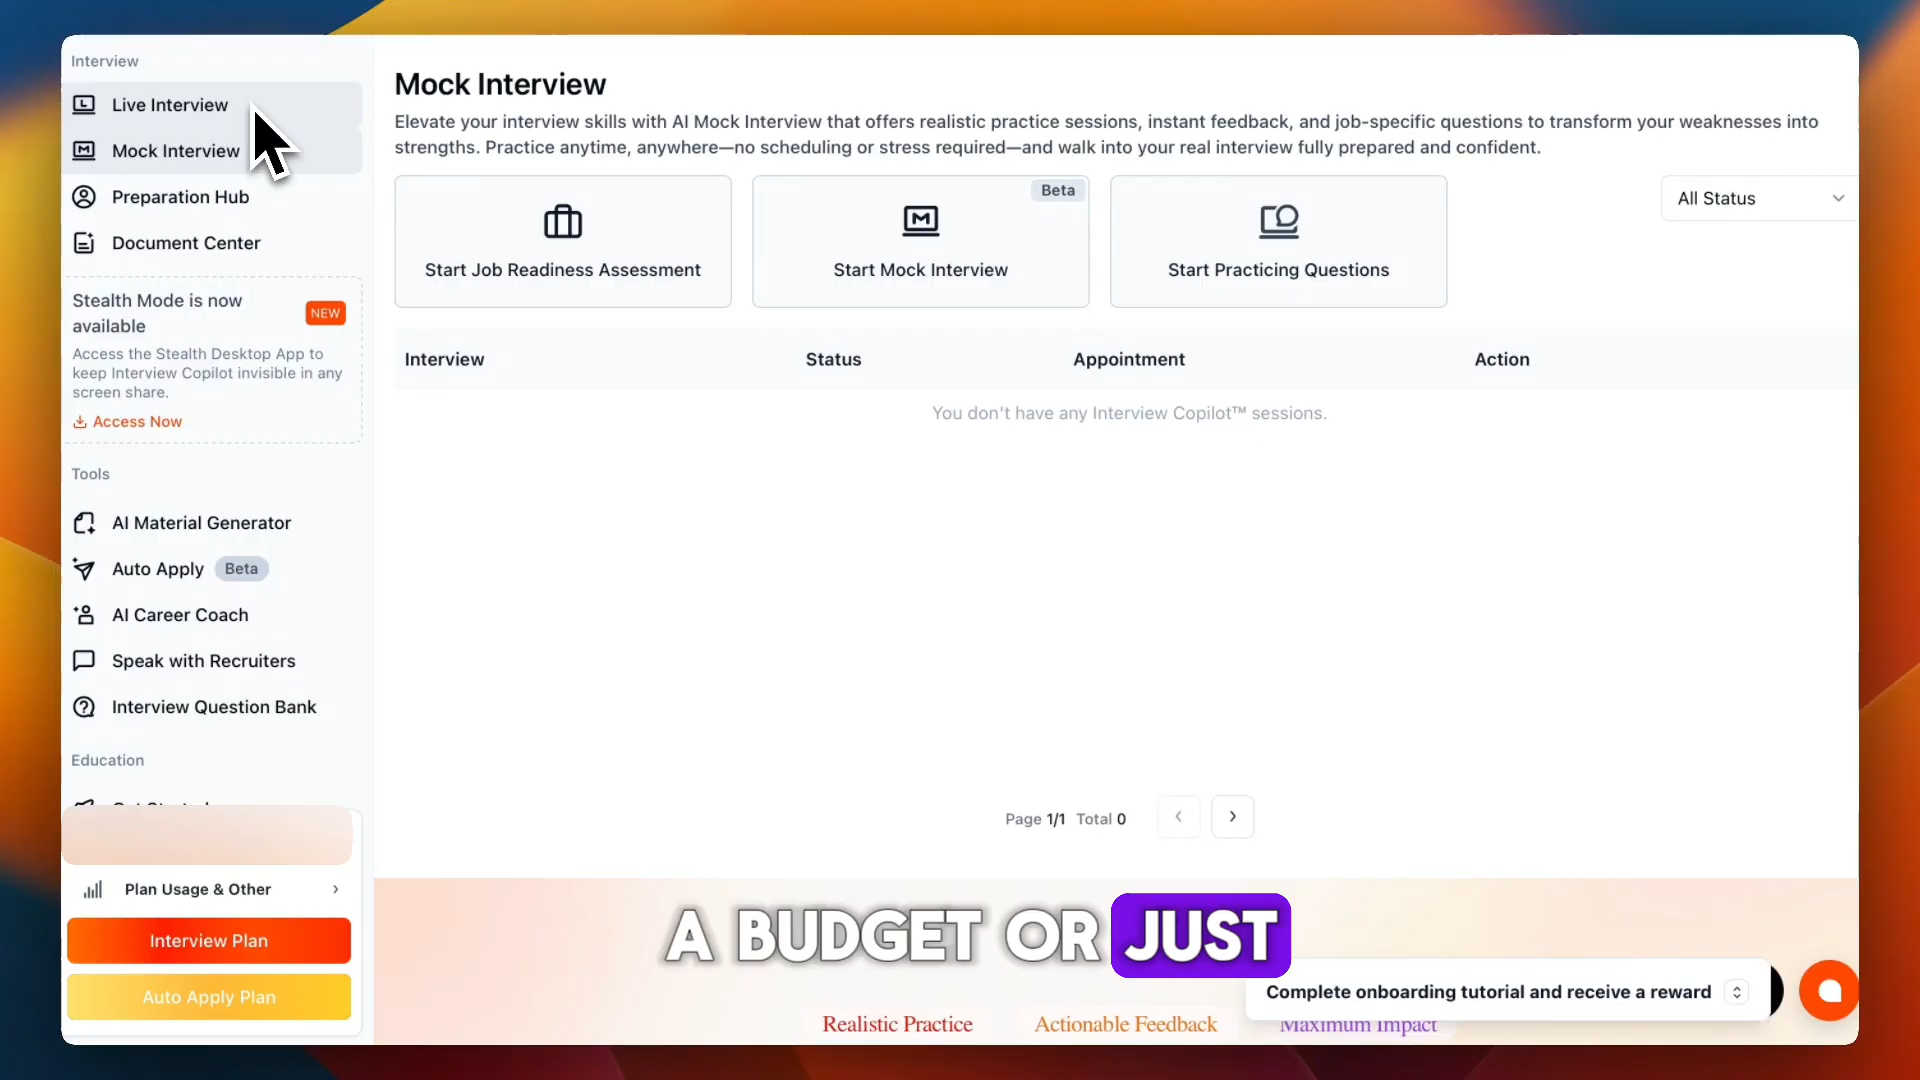 Interview
Live Interview
Mock Interview
Preparation Hub
Document Center
Stealth Mode is now
available
NEW
Access the Stealth Desktop App to
keep Interview Copilot invisible in any
screen share.
Access Now
Tools
AI Material Generator
Auto Apply Beta
AI Career Coach
Speak with Recruiters
Interview Question Bank
Education
Plan Usage & Other
Interview Plan
Auto Apply Plan
Mock Interview
Elevate your interview skills with AI Mock Interview that offers realistic practice sessions, instant feedback, and job-specific questions to transform your weaknesses into
strengths. Practice anytime, anywhere—no scheduling or stress required—and walk into your real interview fully prepared and confident.
Start Job Readiness Assessment
Beta
Start Mock Interview
Start Practicing Questions
All Status
Interview Status Appointment Action
You don't have any Interview Copilot™ sessions.
Page 1/1 Total 0
A BUDGET OR JUST
Complete onboarding tutorial and receive a reward
Realistic Practice Actionable Feedback Maximum Impact